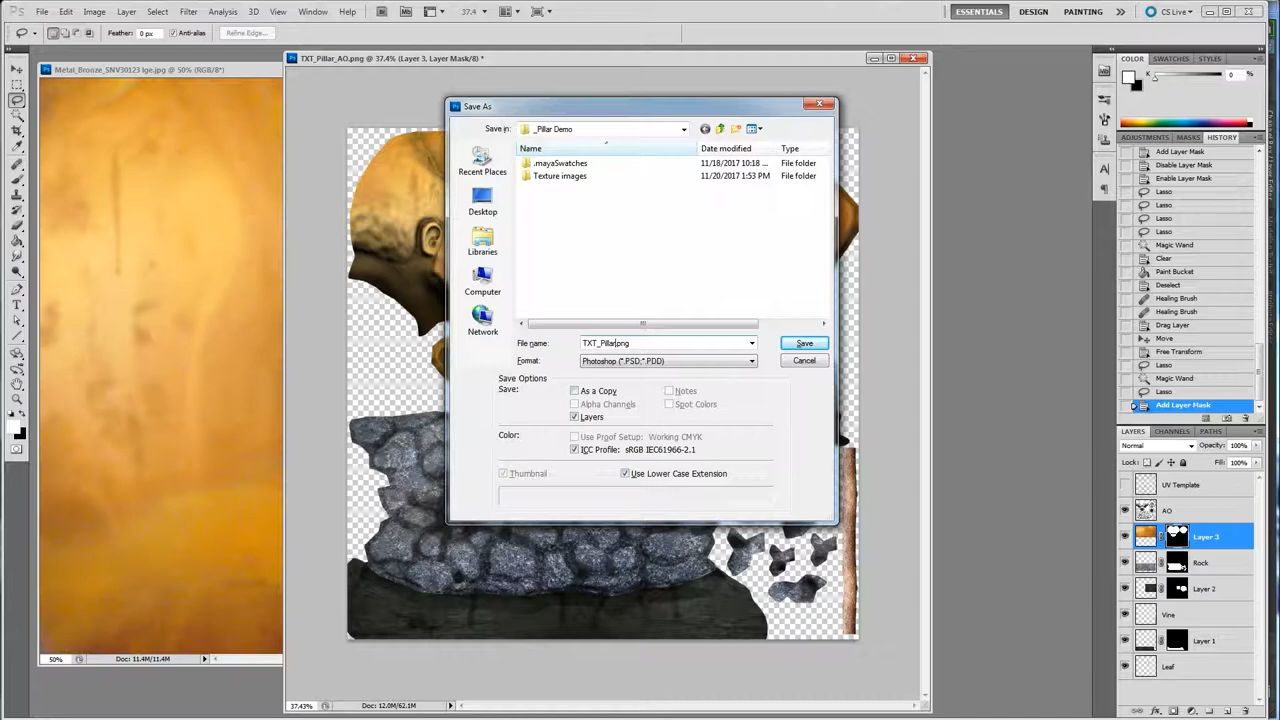 PS File Edit Image Layer Select Filter Analysis 3D View Window Help Br Mb 37.4 ESSENTIALS DESIGN PAINTING CS Live
Feather: 0 px Anti-alias Refine Edge...
Metal_Bronze_SNV30123 lge.jpg @ 50% (RGB/8*)
TXT_Pillar_AO.png @ 37.4% (Layer 3, Layer Mask/8) *
Save As
Save in: _Pillar Demo
Name Date modified Type
.mayaSwatches 11/18/2017 10:18 ... File folder
Texture images 11/20/2017 1:53 PM File folder
Recent Places
Desktop
Libraries
Computer
Network
File name: TXT_Pillar.png Save
Format: Photoshop (*.PSD;*.PDD) Cancel
Save Options
Save: As a Copy Notes
Alpha Channels Spot Colors
Layers
Color: Use Proof Setup: Working CMYK
ICC Profile: sRGB IEC61966-2.1
Thumbnail Use Lower Case Extension
50% Doc: 11.4M/11.4M
37.43% Doc: 12.0M/62.1M
COLOR SWATCHES STYLES
K 0 %
ADJUSTMENTS MASKS HISTORY
Add Layer Mask
Disable Layer Mask
Enable Layer Mask
Lasso
Lasso
Lasso
Lasso
Magic Wand
Clear
Paint Bucket
Deselect
Healing Brush
Healing Brush
Drag Layer
Move
Free Transform
Lasso
Magic Wand
Lasso
Add Layer Mask
LAYERS CHANNELS PATHS
Normal Opacity: 100%
Lock: Fill: 100%
UV Template
AO
Layer 3
Rock
Layer 2
Vine
Layer 1
Leaf